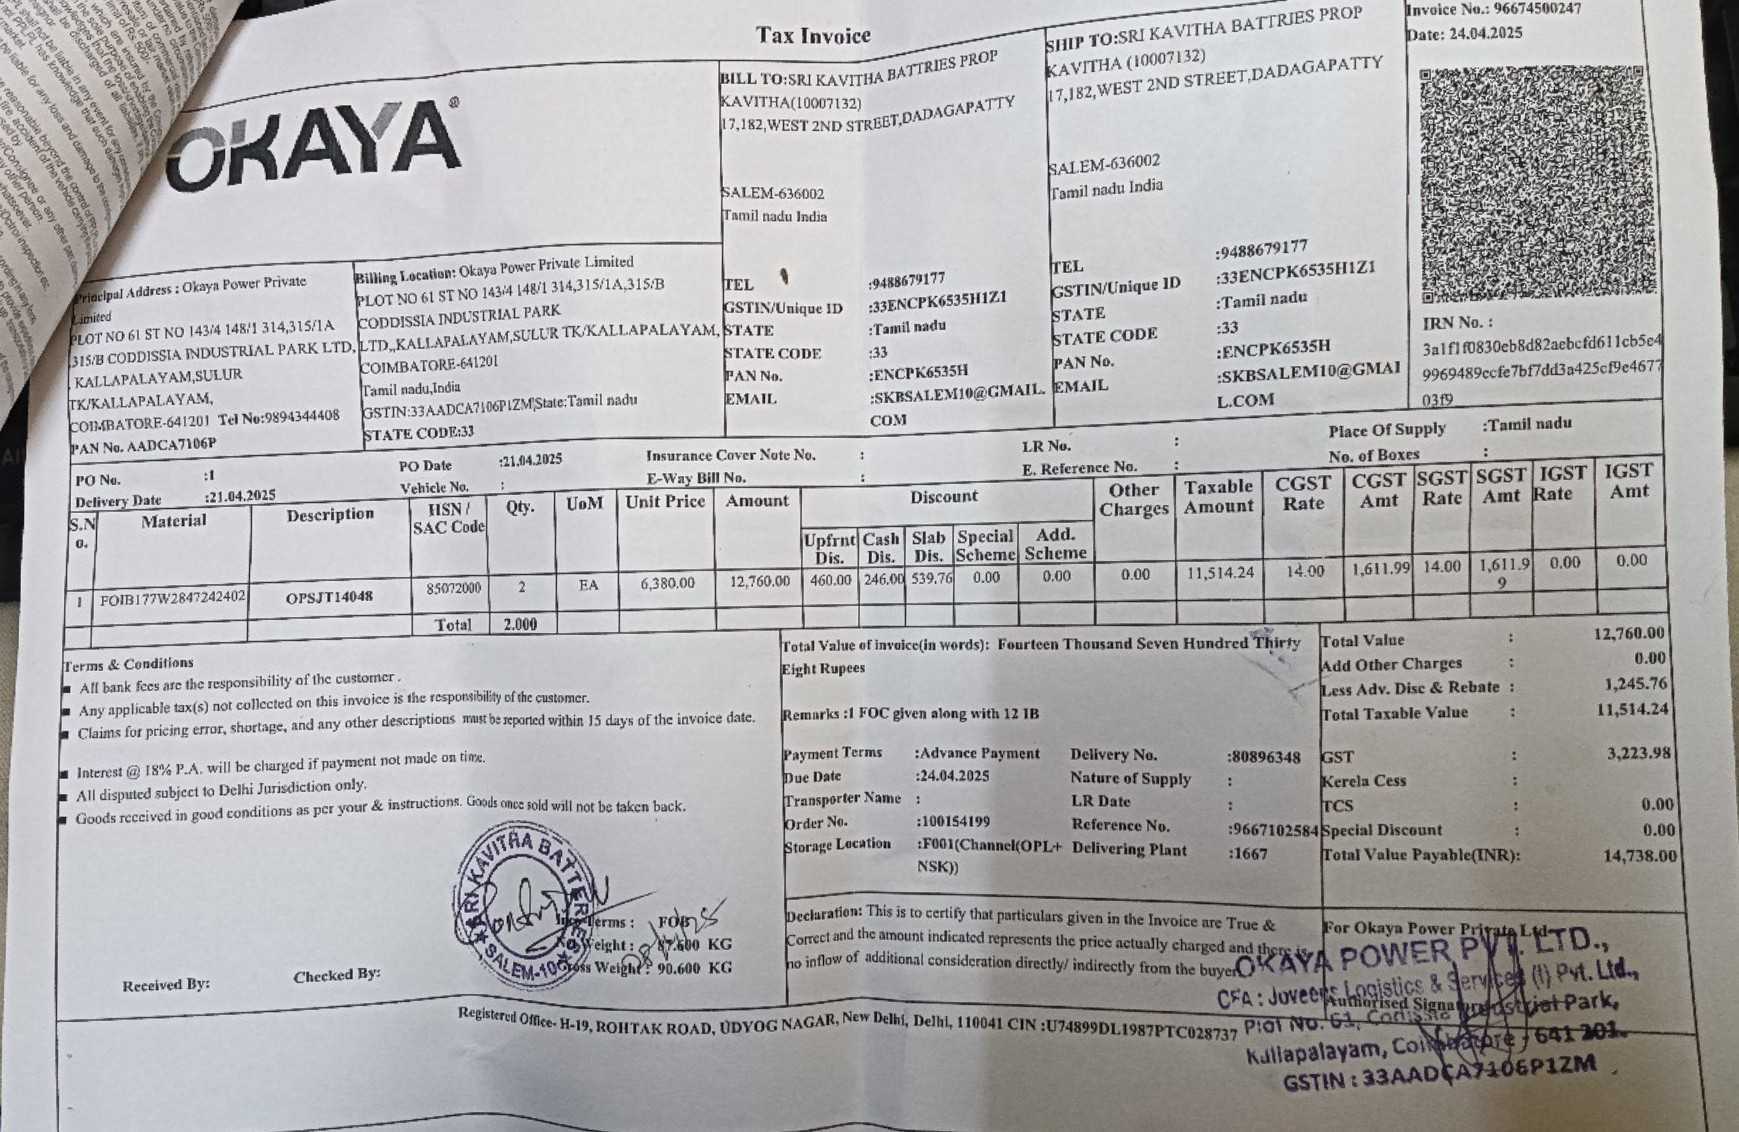 Tax Invoice
OKAYA®
BILL TO:SRI KAVITHA BATTRIES PROP
KAVITHA(10007132)
17,182,WEST 2ND STREET,DADAGAPATTY
SALEM-636002
Tamil nadu India
TEL :9488679177
GSTIN/Unique ID :33ENCPK6535H1Z1
STATE :Tamil nadu
STATE CODE :33
PAN No. :ENCPK6535H
EMAIL :SKBSALEM10@GMAIL.
COM
SHIP TO:SRI KAVITHA BATTRIES PROP
KAVITHA (10007132)
17,182,WEST 2ND STREET,DADAGAPATTY
SALEM-636002
Tamil nadu India
TEL :9488679177
GSTIN/Unique ID :33ENCPK6535H1Z1
STATE :Tamil nadu
STATE CODE :33
PAN No. :ENCPK6535H
EMAIL :SKBSALEM10@GMAI
L.COM
Invoice No.: 96674500247
Date: 24.04.2025
IRN No. :
3a1f1f0830eb8d82aebcfd611cb5e4
9969489ccfe7bf7dd3a425cf9e4677
03f9
Principal Address : Okaya Power Private
Limited
PLOT NO 61 ST NO 143/4 148/1 314,315/1A
315/B CODDISSIA INDUSTRIAL PARK LTD,
, KALLAPALAYAM,SULUR
TK/KALLAPALAYAM,
COIMBATORE-641201 Tel No:9894344408
PAN No. AADCA7106P
Billing Location: Okaya Power Private Limited
PLOT NO 61 ST NO 143/4 148/1 314,315/1A,315/B
CODDISSIA INDUSTRIAL PARK
LTD,,KALLAPALAYAM,SULUR TK/KALLAPALAYAM,
COIMBATORE-641201
Tamil nadu,India
GSTIN:33AADCA7106P1ZM|State:Tamil nadu
STATE CODE:33
PO No. :1 PO Date :21.04.2025 Insurance Cover Note No. : LR No. : Place Of Supply :Tamil nadu
Delivery Date :21.04.2025 Vehicle No. : E-Way Bill No. : E. Reference No. : No. of Boxes :
S.No. Material Description HSN / SAC Code Qty. UoM Unit Price Amount Discount Other Charges Taxable Amount CGST Rate CGST Amt SGST Rate SGST Amt IGST Rate IGST Amt
Upfrnt Dis. Cash Dis. Slab Dis. Special Scheme Add. Scheme
1 FOIB177W2847242402 OPSJT14048 85072000 2 EA 6,380.00 12,760.00 460.00 246.00 539.76 0.00 0.00 0.00 11,514.24 14.00 1,611.99 14.00 1,611.99 0.00 0.00
Total 2.000
Terms & Conditions
All bank fees are the responsibility of the customer .
Any applicable tax(s) not collected on this invoice is the responsibility of the customer.
Claims for pricing error, shortage, and any other descriptions must be reported within 15 days of the invoice date.
Interest @ 18% P.A. will be charged if payment not made on time.
All disputed subject to Delhi Jurisdiction only.
Goods received in good conditions as per your & instructions. Goods once sold will not be taken back.
Total Value of invoice(in words): Fourteen Thousand Seven Hundred Thirty
Eight Rupees
Remarks :1 FOC given along with 12 IB
Payment Terms :Advance Payment Delivery No. :80896348
Due Date :24.04.2025 Nature of Supply :
Transporter Name : LR Date :
Order No. :100154199 Reference No. :9667102584
Storage Location :F001(Channel(OPL+ Delivering Plant :1667
NSK))
Total Value : 12,760.00
Add Other Charges : 0.00
Less Adv. Disc & Rebate : 1,245.76
Total Taxable Value : 11,514.24
GST : 3,223.98
Kerela Cess :
TCS : 0.00
Special Discount : 0.00
Total Value Payable(INR): 14,738.00
SRI KAVITHA BATTERIES
SALEM-10
Terms : FOB
Weight : 87.600 KG
Gross Weight : 90.600 KG
Received By: Checked By:
Declaration: This is to certify that particulars given in the Invoice are True &
Correct and the amount indicated represents the price actually charged and there is
no inflow of additional consideration directly/ indirectly from the buyer
For Okaya Power Private Ltd
OKAYA POWER PVT. LTD.,
CFA : Joveers Logistics & Services (I) Pvt. Ltd.,
Authorised Signatory
Plot No. 61, Codissia Industrial Park,
Kallapalayam, Coimbatore - 641 201.
GSTIN : 33AADCA7106P1ZM
Registered Office- H-19, ROHTAK ROAD, UDYOG NAGAR, New Delhi, Delhi, 110041 CIN :U74899DL1987PTC028737